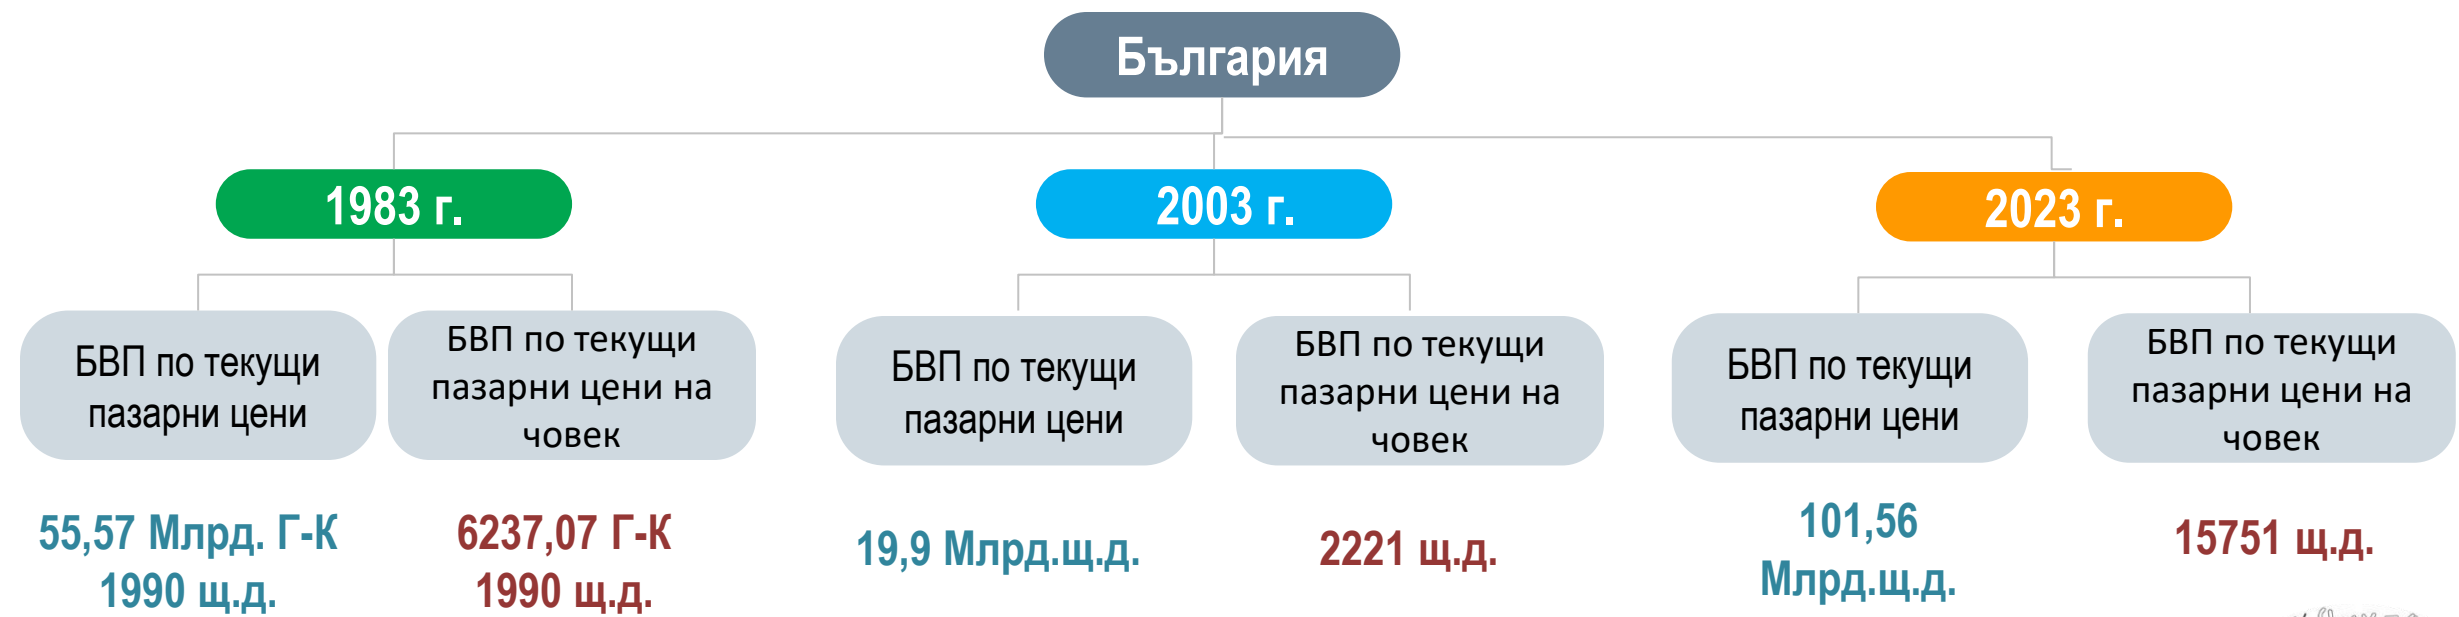 България
1983 г.
2003 г.
2023 г.
БВП по текущи
пазарни цени
БВП по текущи
пазарни цени на
човек
БВП по текущи
пазарни цени
БВП по текущи
пазарни цени на
човек
БВП по текущи
пазарни цени
БВП по текущи
пазарни цени на
човек
55,57 Млрд. Г-К
1990 щ.д.
6237,07 Г-К
1990 щ.д.
19,9 Млрд.щ.д.
2221 щ.д.
101,56
Млрд.щ.д.
15751 щ.д.